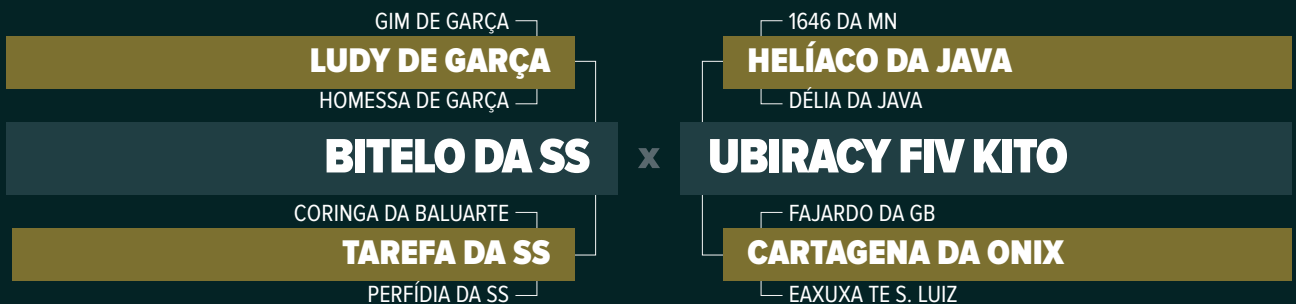 GIM DE GARÇA
LUDY DE GARÇA
HOMESSA DE GARÇA
BITELO DA SS x UBIRACY FIV KITO
CORINGA DA BALUARTE
TAREFA DA SS
PERFÍDIA DA SS
1646 DA MN
HELÍACO DA JAVA
DÉLIA DA JAVA
FAJARDO DA GB
CARTAGENA DA ONIX
EAXUXA TE S. LUIZ